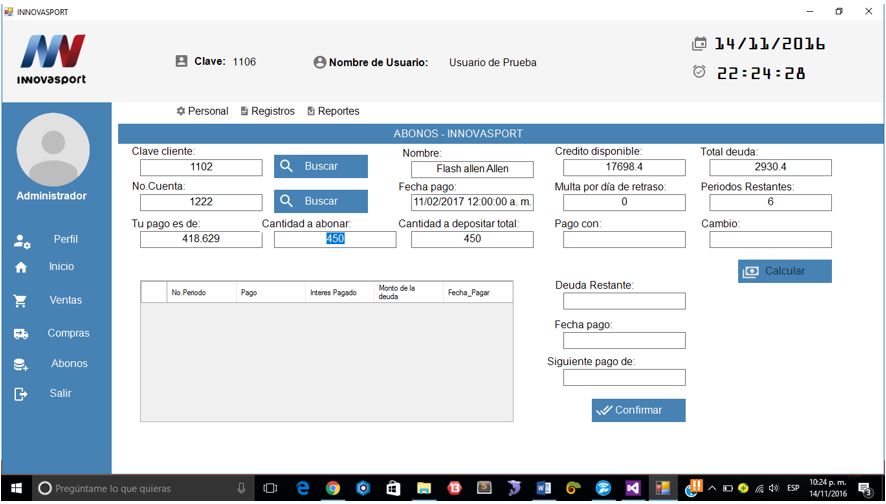 INNOVASPORT
INNOVASPORT
Clave: 1106
Nombre de Usuario: Usuario de Prueba
14/11/2016
22:24:28
Personal Registros Reportes
ABONOS - INNOVASPORT
Administrador
Perfil
Inicio
Ventas
Compras
Abonos
Salir
Clave cliente: Nombre: Credito disponible: Total deuda:
1102 Buscar Flash allen Allen 17698.4 2930.4
No.Cuenta: Fecha pago: Multa por día de retraso: Periodos Restantes:
1222 Buscar 11/02/2017 12:00:00 a. m. 0 6
Tu pago es de: Cantidad a abonar: Cantidad a depositar total: Pago con: Cambio:
418.629 450 450
Calcular
No.Periodo Pago Interes Pagado Monto de la deuda Fecha_Pagar
Deuda Restante:
Fecha pago:
Siguiente pago de:
Confirmar
Pregúntame lo que quieras
ESP
10:24 p. m.
14/11/2016